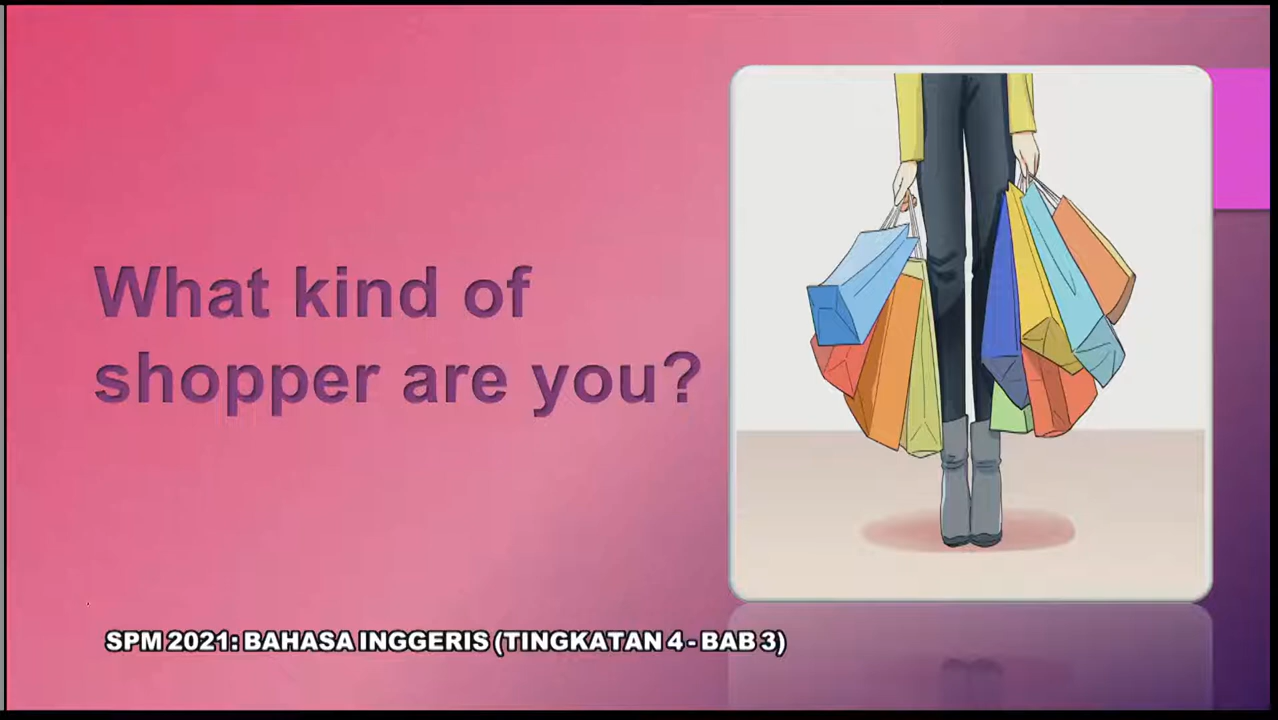 What kind of
shopper are you?
SPM 2021: BAHASA INGGERIS (TINGKATAN 4 - BAB 3)